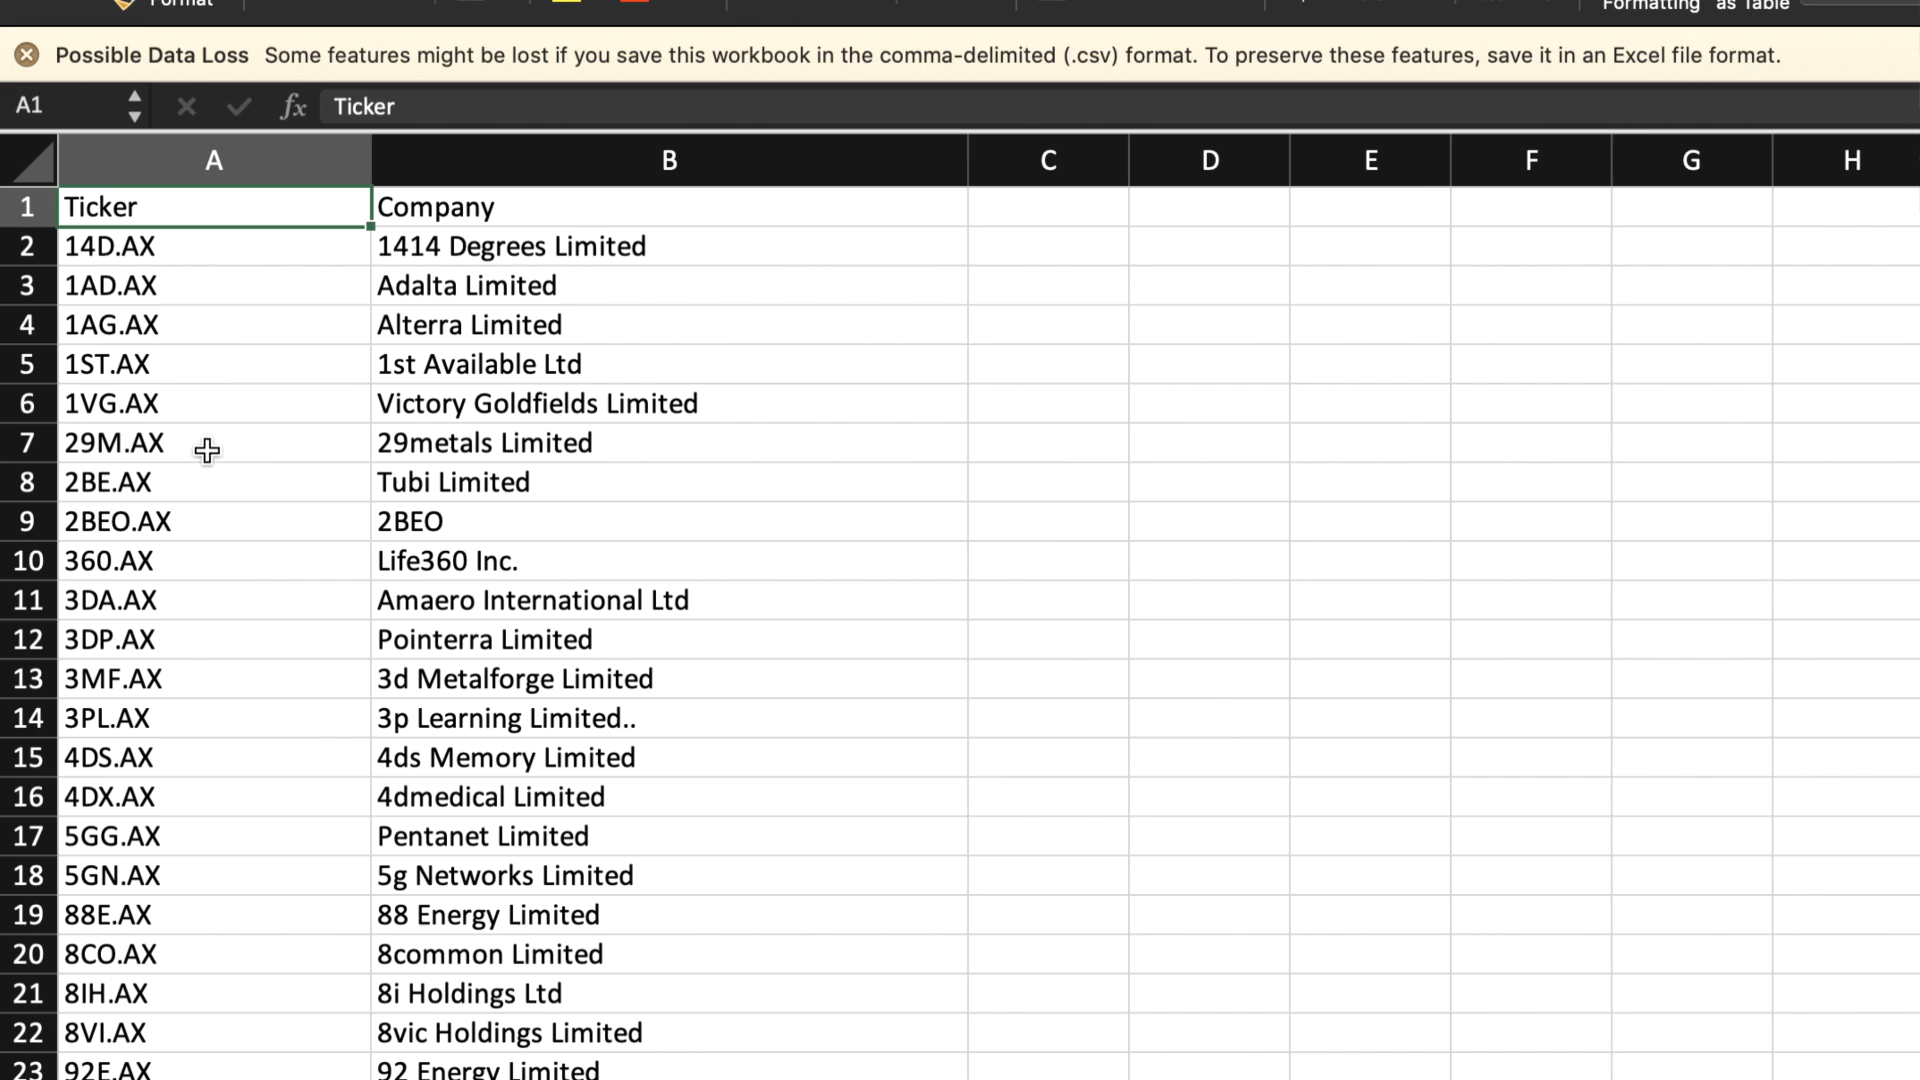 Format Formatting as Table
Possible Data Loss Some features might be lost if you save this workbook in the comma-delimited (.csv) format. To preserve these features, save it in an Excel file format.
A1 fx Ticker
A B C D E F G H
1 Ticker Company
2 14D.AX 1414 Degrees Limited
3 1AD.AX Adalta Limited
4 1AG.AX Alterra Limited
5 1ST.AX 1st Available Ltd
6 1VG.AX Victory Goldfields Limited
7 29M.AX 29metals Limited
8 2BE.AX Tubi Limited
9 2BEO.AX 2BEO
10 360.AX Life360 Inc.
11 3DA.AX Amaero International Ltd
12 3DP.AX Pointerra Limited
13 3MF.AX 3d Metalforge Limited
14 3PL.AX 3p Learning Limited..
15 4DS.AX 4ds Memory Limited
16 4DX.AX 4dmedical Limited
17 5GG.AX Pentanet Limited
18 5GN.AX 5g Networks Limited
19 88E.AX 88 Energy Limited
20 8CO.AX 8common Limited
21 8IH.AX 8i Holdings Ltd
22 8VI.AX 8vic Holdings Limited
23 92E.AX 92 Energy Limited